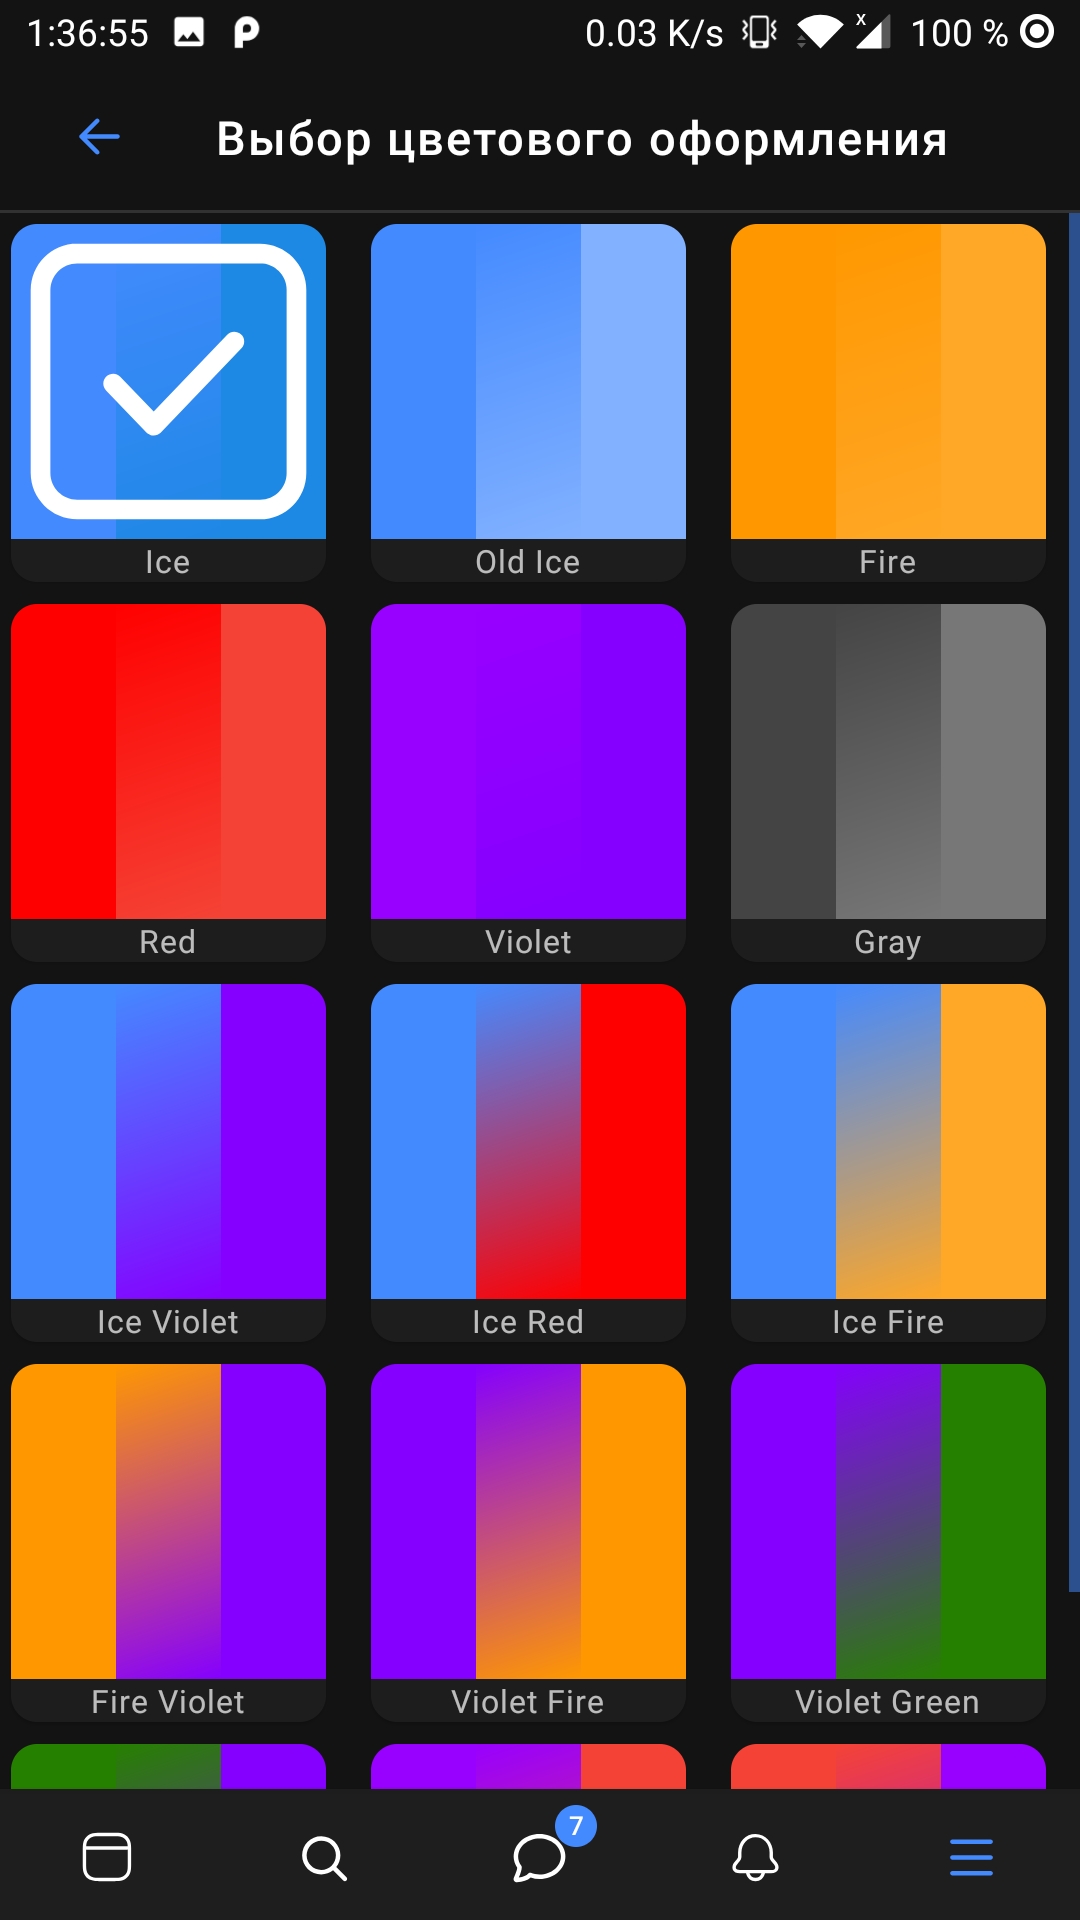 1:36:55 0.03 K/s x 100 %
Выбор цветового оформления
Ice Old Ice Fire
Red Violet Gray
Ice Violet Ice Red Ice Fire
Fire Violet Violet Fire Violet Green
7